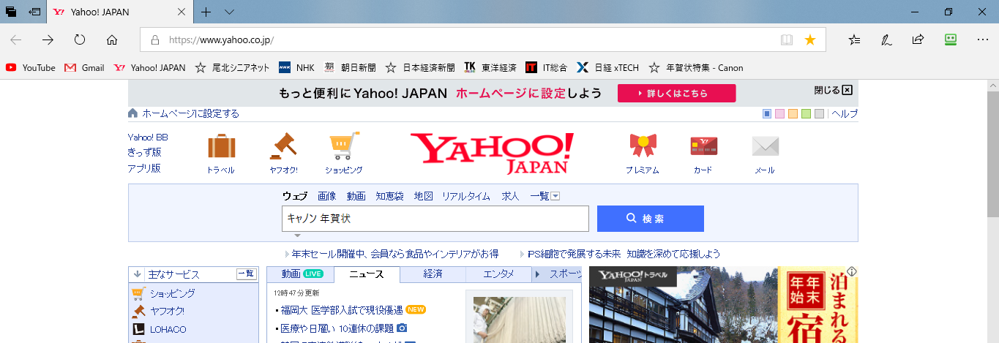 Yahoo! JAPAN
https://www.yahoo.co.jp/
YouTube Gmail Yahoo! JAPAN 尾北シニアネット NHK 朝日新聞 日本経済新聞 東洋経済 IT総合 日経 xTECH 年賀状特集 - Canon
もっと便利にYahoo! JAPAN ホームページに設定しよう 詳しくはこちら 閉じる
ホームページに設定する ヘルプ
Yahoo! BB
きっず版
アプリ版
トラベル ヤフオク! ショッピング YAHOO! JAPAN プレミアム カード メール
ウェブ 画像 動画 知恵袋 地図 リアルタイム 求人 一覧
キャノン 年賀状 検索
年末セール開催中、会員なら食品やインテリアがお得 iPS細胞で発展する未来 知識を深めて応援しよう
主なサービス 一覧
ショッピング
ヤフオク!
LOHACO
動画 LIVE ニュース 経済 エンタメ スポーツ
12時47分更新
福岡大 医学部入試で現役優遇 NEW
医療や日雇い 10連休の課題
YAHOO! JAPAN トラベル
年末年始
泊まれる
宿